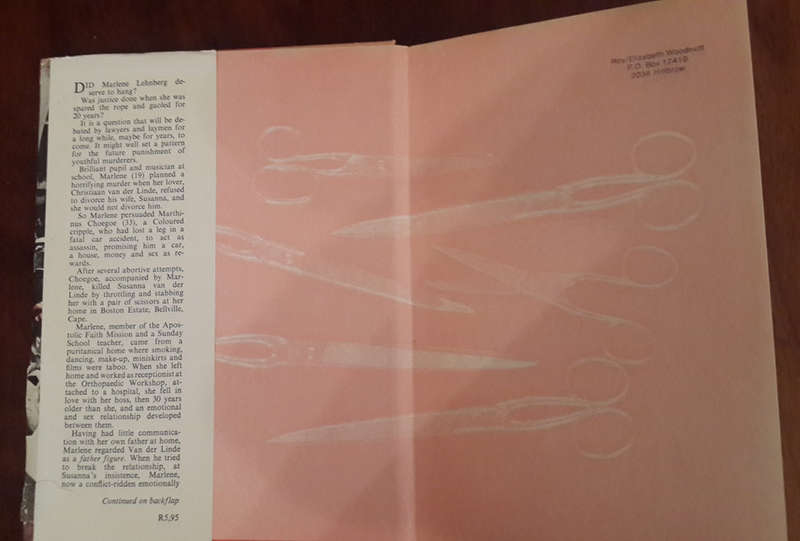 DID Marlene Lehnberg de-
serve to hang?
Was justice done when she was
spared the rope and gaoled for
20 years?
It is a question that will be de-
bated by lawyers and laymen for
a long while, maybe for years, to
come. It might well set a pattern
for the future punishment of
youthful murderers.
Brilliant pupil and musician at
school, Marlene (19) planned a
horrifying murder when her lover,
Christiaan van der Linde, refused
to divorce his wife, Susanna, and
she would not divorce him.
So Marlene persuaded Marthi-
nus Choegoe (33), a Coloured
cripple, who had lost a leg in a
fatal car accident, to act as
assassin, promising him a car,
a house, money and sex as re-
wards.
After several abortive attempts,
Choegoe, accompanied by Mar-
lene, killed Susanna van der
Linde by throttling and stabbing
her with a pair of scissors at her
home in Boston Estate, Bellville,
Cape.
Marlene, member of the Apos-
tolic Faith Mission and a Sunday
School teacher, came from a
puritanical home where smoking,
dancing, make-up, miniskirts and
films were taboo. When she left
home and worked as receptionist at
the Orthopaedic Workshop, at-
tached to a hospital, she fell in
love with her boss, then 30 years
older than she, and an emotional
and sex relationship developed
between them.
Having had little communica-
tion with her own father at home,
Marlene regarded Van der Linde
as a father figure. When he tried
to break the relationship, at
Susanna's insistence, Marlene,
now a conflict-ridden emotionally
Continued on backflap
R5,95
Roy/Elizabeth Woodnutt
P.O. Box 17419
2038 Hillbrow